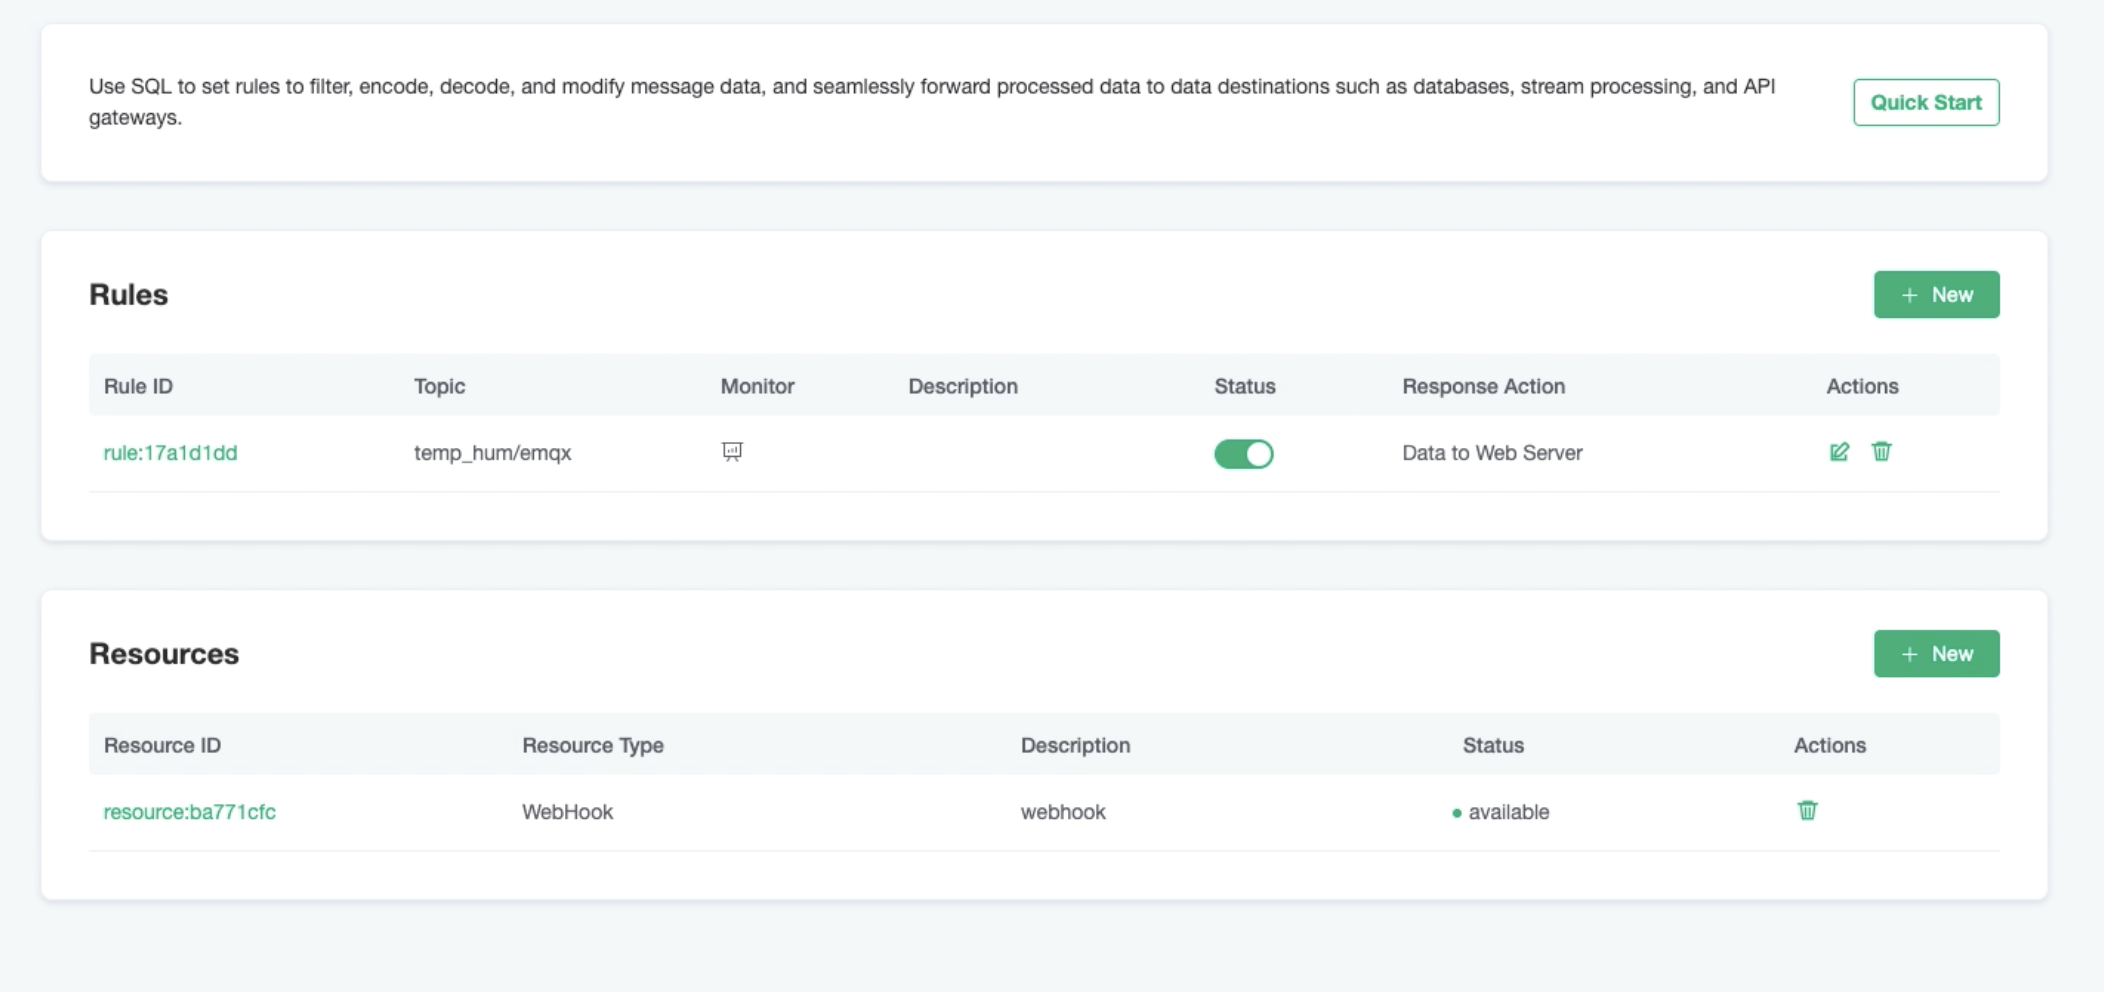 Use SQL to set rules to filter, encode, decode, and modify message data, and seamlessly forward processed data to data destinations such as databases, stream processing, and API
gateways.
Quick Start
Rules
+ New
Rule ID Topic Monitor Description Status Response Action Actions
rule:17a1d1dd temp_hum/emqx Data to Web Server
Resources
+ New
Resource ID Resource Type Description Status Actions
resource:ba771cfc WebHook webhook available